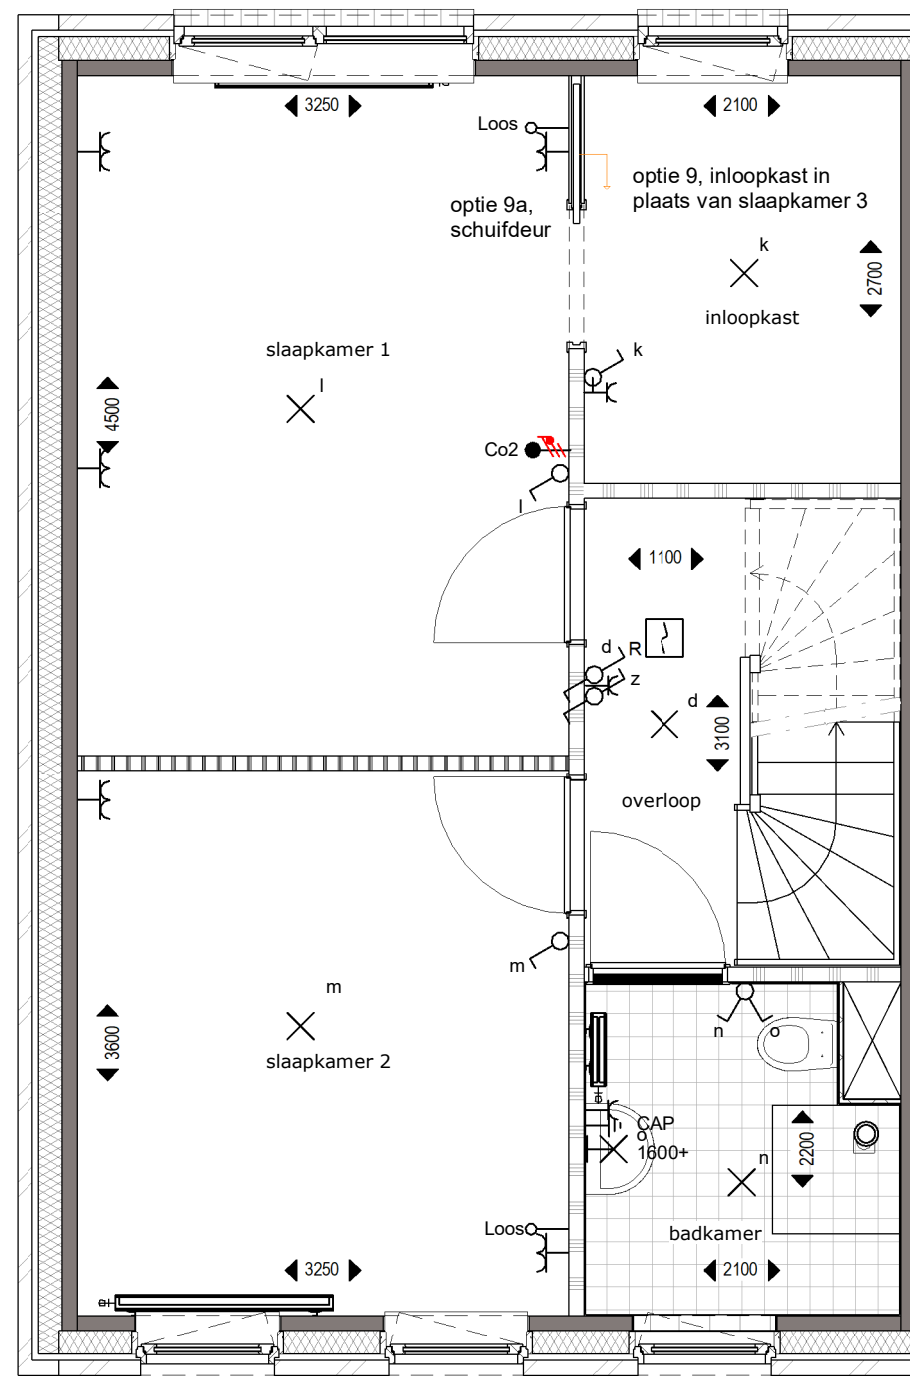 3250
2100
Loos
optie 9, inloopkast in
plaats van slaapkamer 3
optie 9a,
schuifdeur
k
2700
inloopkast
slaapkamer 1
k
l
4500
Co2
l
1100
d
R
z
d
3100
overloop
m
m
3600
slaapkamer 2
n
o
CAP
o
1600+
2200
n
Loos
badkamer
3250
2100